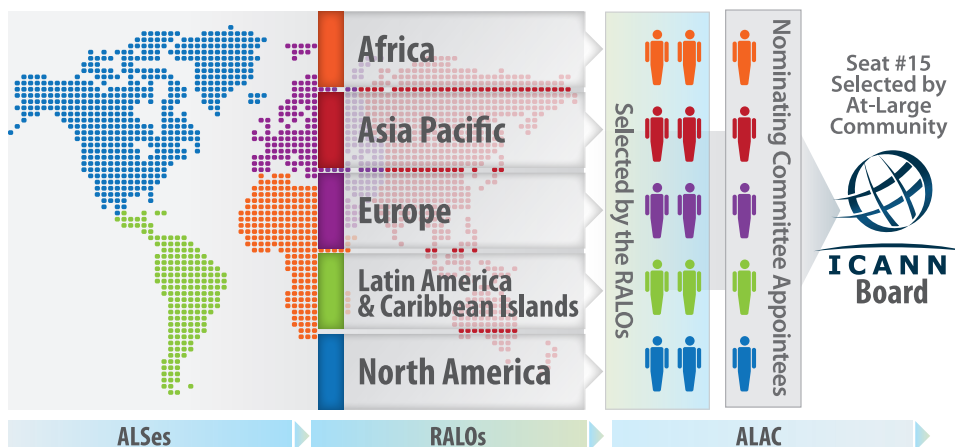 Africa
Asia Pacific
Europe
Latin America
& Caribbean Islands
North America
Selected by the RALOs
Nominating Committee Appointees
Seat #15
Selected by
At-Large
Community
ICANN
Board
ALSes
RALOs
ALAC